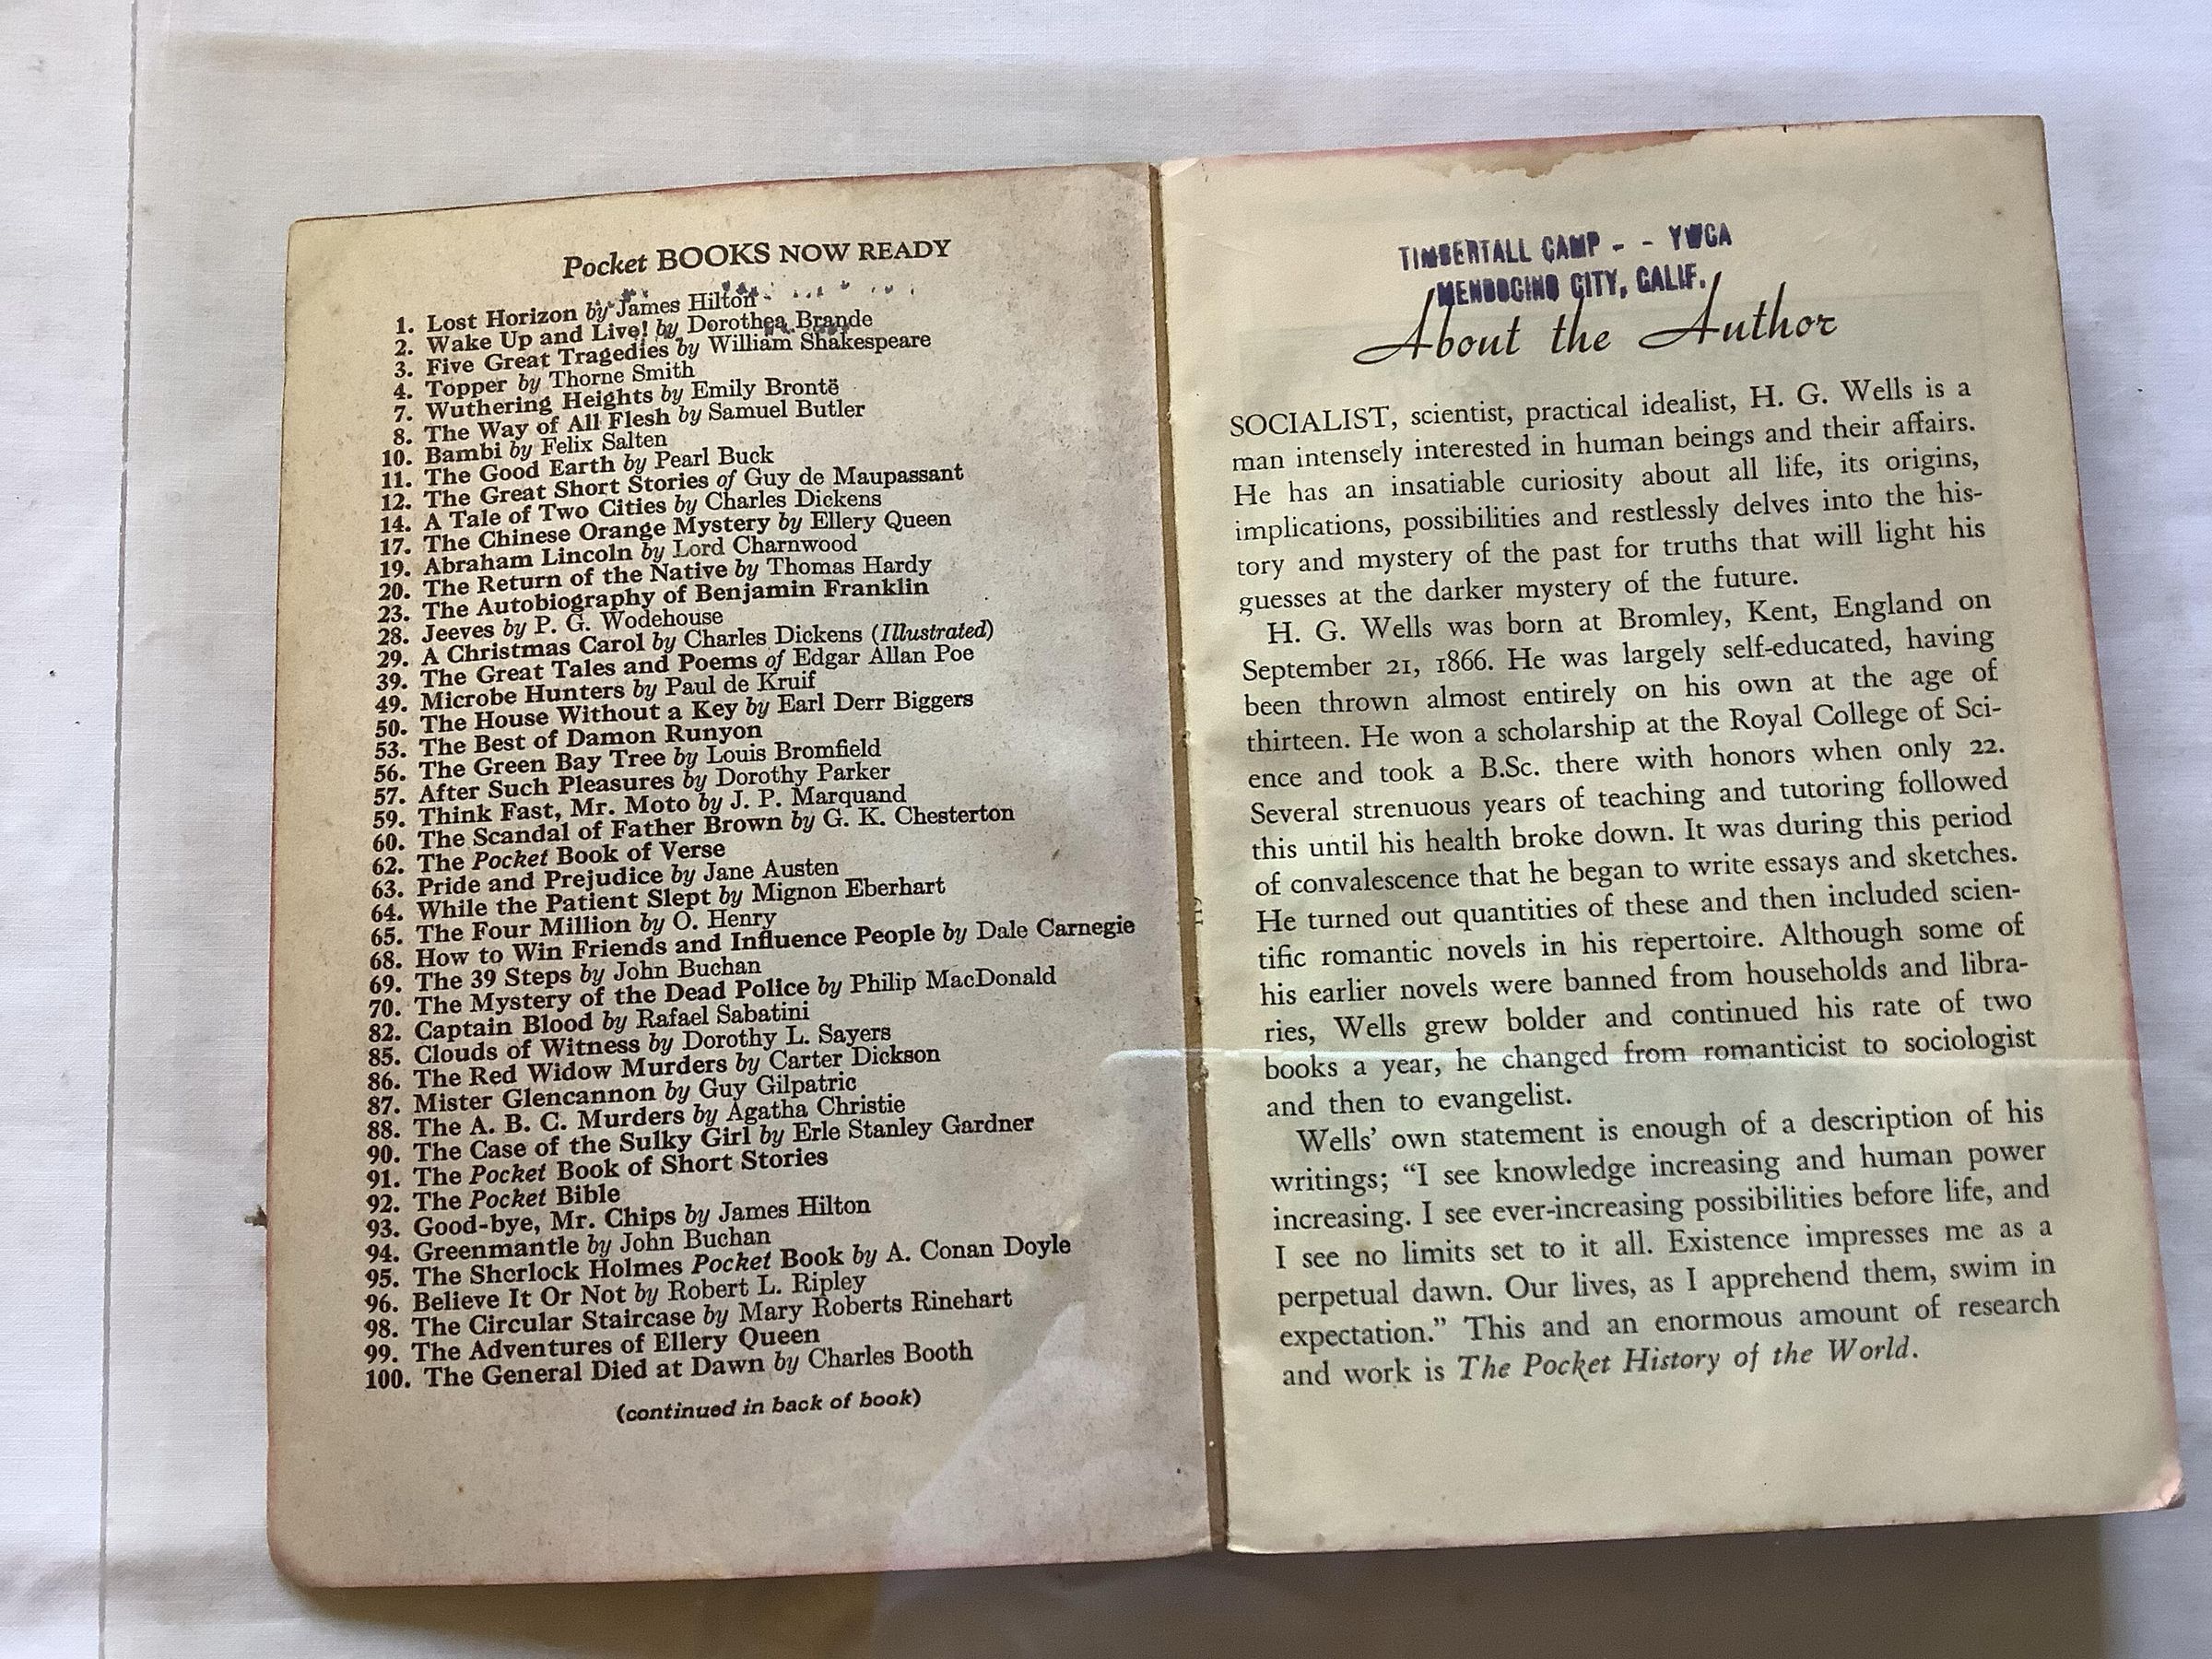 Pocket BOOKS NOW READY
1. Lost Horizon by James Hilton
2. Wake Up and Live! by Dorothea Brande
3. Five Great Tragedies by William Shakespeare
4. Topper by Thorne Smith
7. Wuthering Heights by Emily Brontë
8. The Way of All Flesh by Samuel Butler
10. Bambi by Felix Salten
11. The Good Earth by Pearl Buck
12. The Great Short Stories of Guy de Maupassant
14. A Tale of Two Cities by Charles Dickens
17. The Chinese Orange Mystery by Ellery Queen
19. Abraham Lincoln by Lord Charnwood
20. The Return of the Native by Thomas Hardy
23. The Autobiography of Benjamin Franklin
28. Jeeves by P. G. Wodehouse
29. A Christmas Carol by Charles Dickens (Illustrated)
39. The Great Tales and Poems of Edgar Allan Poe
49. Microbe Hunters by Paul de Kruif
50. The House Without a Key by Earl Derr Biggers
53. The Best of Damon Runyon
56. The Green Bay Tree by Louis Bromfield
57. After Such Pleasures by Dorothy Parker
59. Think Fast, Mr. Moto by J. P. Marquand
60. The Scandal of Father Brown by G. K. Chesterton
62. The Pocket Book of Verse
63. Pride and Prejudice by Jane Austen
64. While the Patient Slept by Mignon Eberhart
65. The Four Million by O. Henry
68. How to Win Friends and Influence People by Dale Carnegie
69. The 39 Steps by John Buchan
70. The Mystery of the Dead Police by Philip MacDonald
82. Captain Blood by Rafael Sabatini
85. Clouds of Witness by Dorothy L. Sayers
86. The Red Widow Murders by Carter Dickson
87. Mister Glencannon by Guy Gilpatric
88. The A. B. C. Murders by Agatha Christie
90. The Case of the Sulky Girl by Erle Stanley Gardner
91. The Pocket Book of Short Stories
92. The Pocket Bible
93. Good-bye, Mr. Chips by James Hilton
94. Greenmantle by John Buchan
95. The Sherlock Holmes Pocket Book by A. Conan Doyle
96. Believe It Or Not by Robert L. Ripley
98. The Circular Staircase by Mary Roberts Rinehart
99. The Adventures of Ellery Queen
100. The General Died at Dawn by Charles Booth
(continued in back of book)
TIMBERTALL CAMP - - YWCA
MENDOCINO CITY, CALIF.
About the Author
SOCIALIST, scientist, practical idealist, H. G. Wells is a
man intensely interested in human beings and their affairs.
He has an insatiable curiosity about all life, its origins,
implications, possibilities and restlessly delves into the his-
tory and mystery of the past for truths that will light his
guesses at the darker mystery of the future.
H. G. Wells was born at Bromley, Kent, England on
September 21, 1866. He was largely self-educated, having
been thrown almost entirely on his own at the age of
thirteen. He won a scholarship at the Royal College of Sci-
ence and took a B.Sc. there with honors when only 22.
Several strenuous years of teaching and tutoring followed
this until his health broke down. It was during this period
of convalescence that he began to write essays and sketches.
He turned out quantities of these and then included scien-
tific romantic novels in his repertoire. Although some of
his earlier novels were banned from households and libra-
ries, Wells grew bolder and continued his rate of two
books a year, he changed from romanticist to sociologist
and then to evangelist.
Wells' own statement is enough of a description of his
writings; “I see knowledge increasing and human power
increasing. I see ever-increasing possibilities before life, and
I see no limits set to it all. Existence impresses me as a
perpetual dawn. Our lives, as I apprehend them, swim in
expectation.” This and an enormous amount of research
and work is The Pocket History of the World.